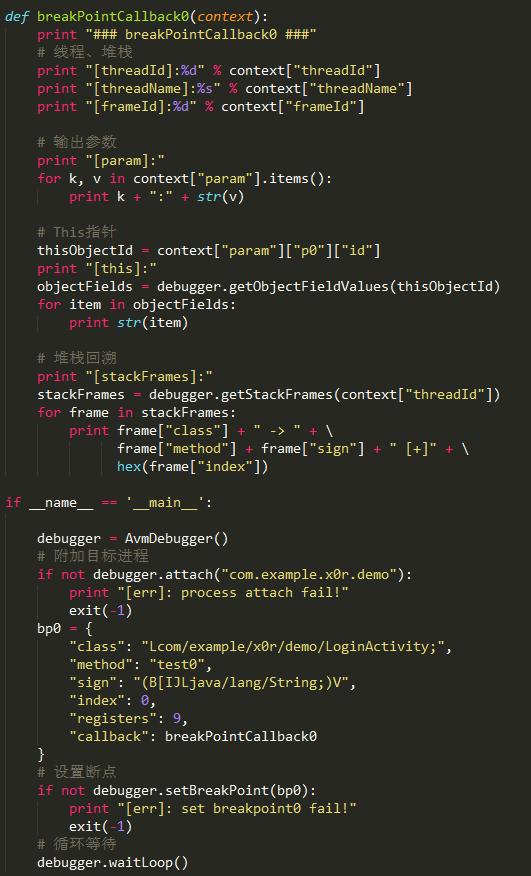 def breakPointCallback0(context):
    print "### breakPointCallback0 ###"
    # 线程、堆栈
    print "[threadId]:%d" % context["threadId"]
    print "[threadName]:%s" % context["threadName"]
    print "[frameId]:%d" % context["frameId"]

    # 输出参数
    print "[param]:"
    for k, v in context["param"].items():
        print k + ":" + str(v)

    # This指针
    thisObjectId = context["param"]["p0"]["id"]
    print "[this]:"
    objectFields = debugger.getObjectFieldValues(thisObjectId)
    for item in objectFields:
        print str(item)

    # 堆栈回溯
    print "[stackFrames]:"
    stackFrames = debugger.getStackFrames(context["threadId"])
    for frame in stackFrames:
        print frame["class"] + " -> " + \
              frame["method"] + frame["sign"] + " [+]" + \
              hex(frame["index"])

if __name__ == '__main__':

    debugger = AvmDebugger()
    # 附加目标进程
    if not debugger.attach("com.example.x0r.demo"):
        print "[err]: process attach fail!"
        exit(-1)
    bp0 = {
        "class": "Lcom/example/x0r/demo/LoginActivity;",
        "method": "test0",
        "sign": "(B[IJLjava/lang/String;)V",
        "index": 0,
        "registers": 9,
        "callback": breakPointCallback0
    }
    # 设置断点
    if not debugger.setBreakPoint(bp0):
        print "[err]: set breakpoint0 fail!"
        exit(-1)
    # 循环等待
    debugger.waitLoop()